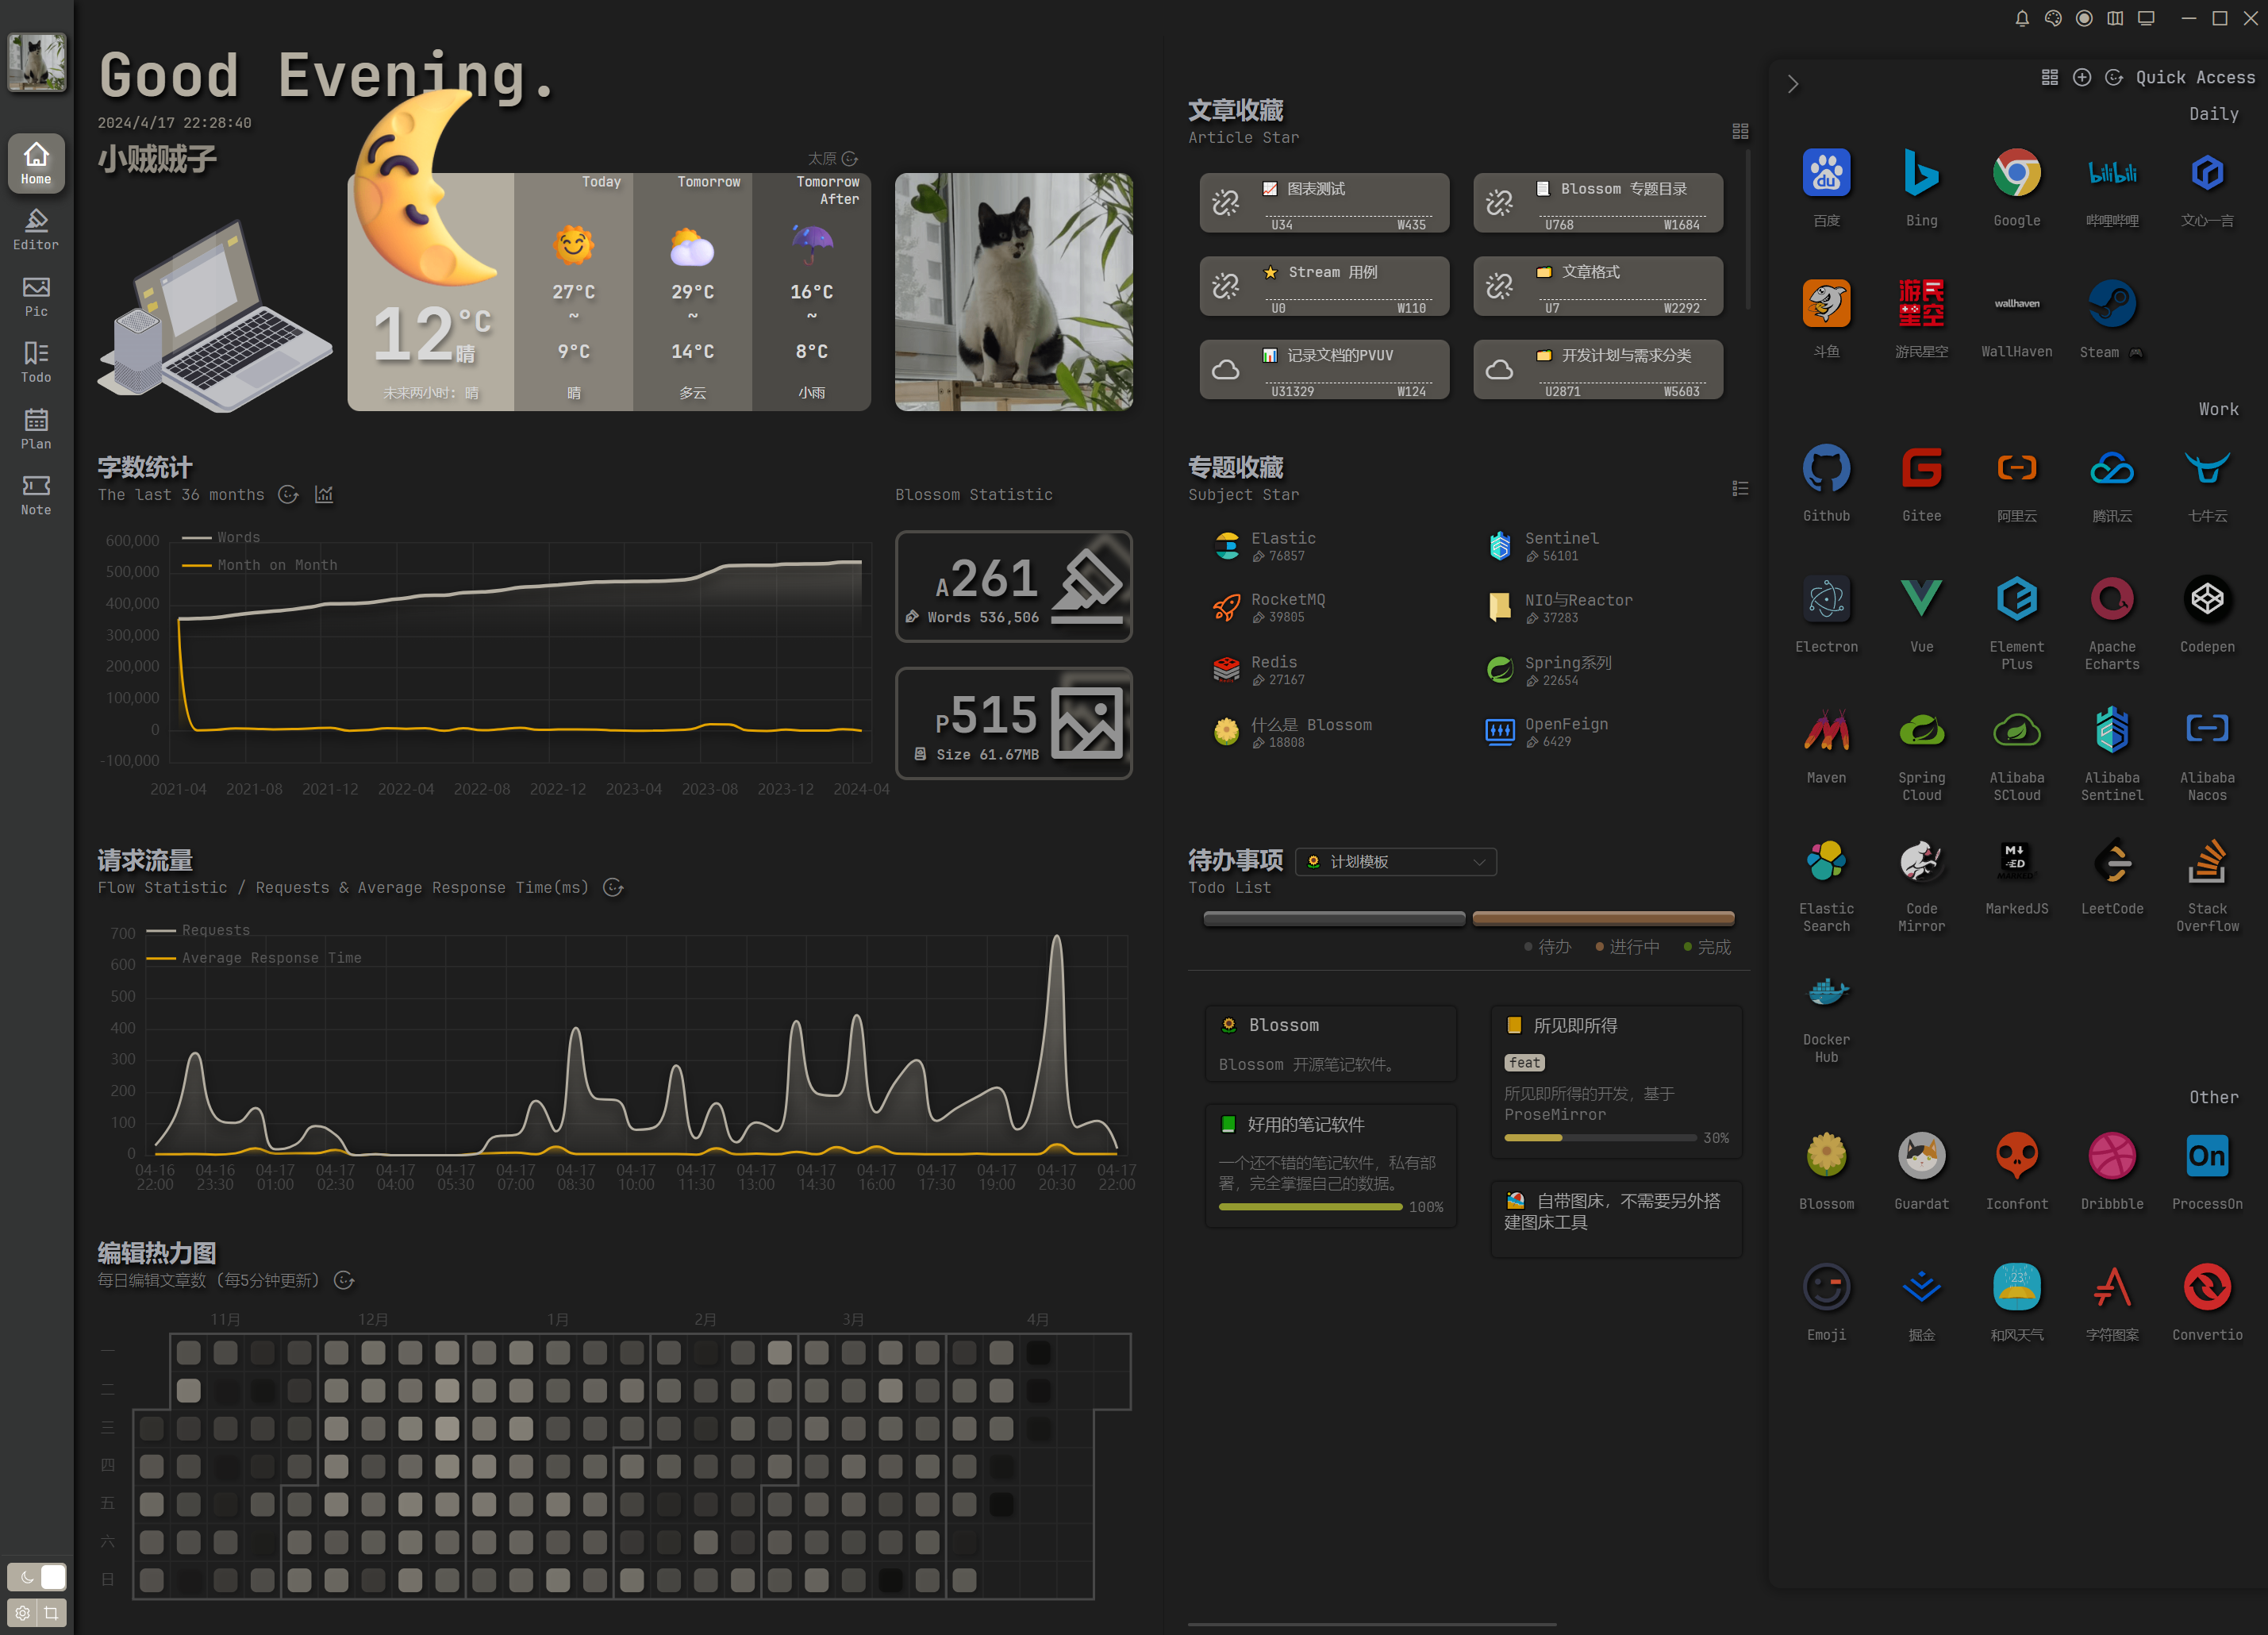 Good Evening.
2024/4/17 22:28:40
小贼贼子
Home
Editor
Pic
Todo
Plan
Note
太原
12°C晴
未来两小时: 晴
Today
27°C
~
9°C
晴
Tomorrow
29°C
~
14°C
多云
Tomorrow
After
16°C
~
8°C
小雨
字数统计
The last 36 months
Words
Month on Month
600,000
500,000
400,000
300,000
200,000
100,000
0
-100,000
2021-04 2021-08 2021-12 2022-04 2022-08 2022-12 2023-04 2023-08 2023-12 2024-04
Blossom Statistic
A261
Words 536,506
P515
Size 61.67MB
请求流量
Flow Statistic / Requests & Average Response Time(ms)
Requests
Average Response Time
700
600
500
400
300
200
100
0
04-16 04-16 04-17 04-17 04-17 04-17 04-17 04-17 04-17 04-17 04-17 04-17 04-17 04-17 04-17 04-17 04-17
22:00 23:30 01:00 02:30 04:00 05:30 07:00 08:30 10:00 11:30 13:00 14:30 16:00 17:30 19:00 20:30 22:00
编辑热力图
每日编辑文章数 (每5分钟更新)
11月 12月 1月 2月 3月 4月
一
二
三
四
五
六
日
文章收藏
Article Star
图表测试
U34 W435
Blossom 专题目录
U768 W1684
Stream 用例
U0 W110
文章格式
U7 W2292
记录文档的PVUV
U31329 W124
开发计划与需求分类
U2871 W5603
专题收藏
Subject Star
Elastic
76857
Sentinel
56101
RocketMQ
39805
NIO与Reactor
37283
Redis
27167
Spring系列
22654
什么是 Blossom
18808
OpenFeign
6429
待办事项
计划模板
Todo List
待办 进行中 完成
Blossom
Blossom 开源笔记软件。
好用的笔记软件
一个还不错的笔记软件，私有部
署，完全掌握自己的数据。
100%
所见即所得
feat
所见即所得的开发，基于
ProseMirror
30%
自带图床，不需要另外搭
建图床工具
Quick Access
Daily
du
bilibili
百度 Bing Google 哔哩哔哩 文心一言
游民
星空
wallhaven
斗鱼 游民星空 WallHaven Steam
Work
Github Gitee 阿里云 腾讯云 七牛云
Electron Vue Element Apache Codepen
Plus Echarts
Maven Spring Alibaba Alibaba Alibaba
Cloud SCloud Sentinel Nacos
M↓
ED
MARKED
Elastic Code MarkedJS LeetCode Stack
Search Mirror Overflow
Docker
Hub
Other
On
Blossom Guardat Iconfont Dribbble ProcessOn
23°
Emoji 掘金 和风天气 字符图案 Convertio